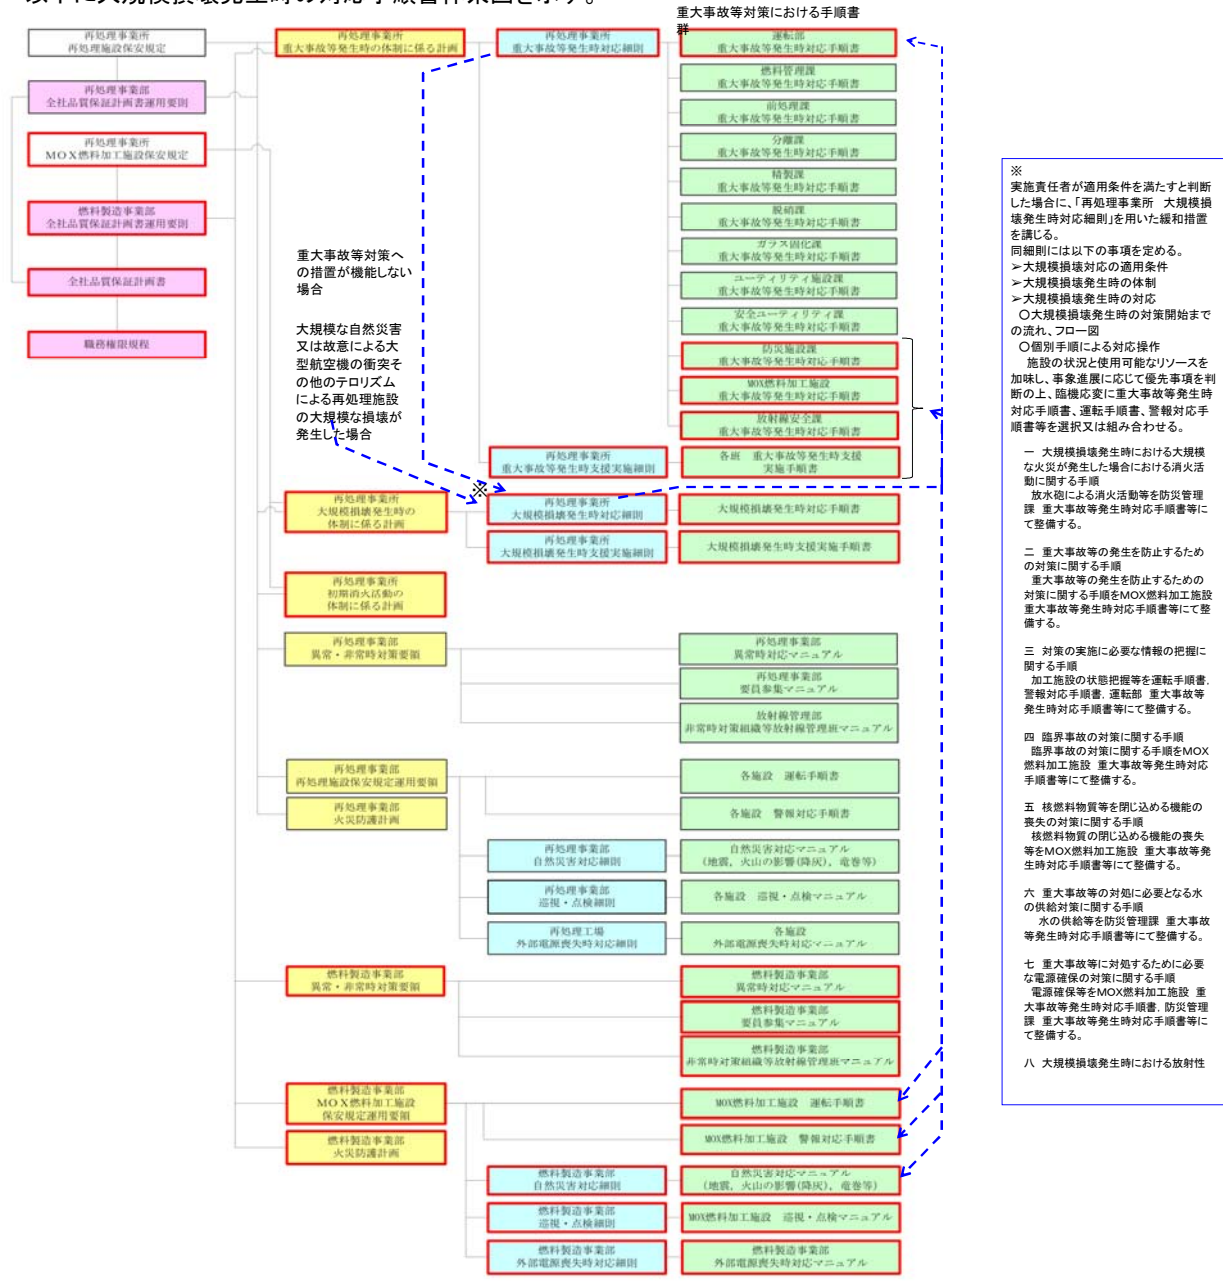 以下に大規模損壊発生時の対応手順書体系図を示す。
重大事故等対策における手順書
群
再処理事業所
再処理施設保安規定
再処理事業部
全社品質保証計画書運用要則
再処理事業所
MOX燃料加工施設保安規定
燃料製造事業部
全社品質保証計画書運用要則
全社品質保証計画書
職務権限規程
再処理事業所
重大事故等発生時の体制に係る計画
再処理事業所
重大事故等発生時対応細則
運転部
重大事故等発生時対応手順書
燃料管理課
重大事故等発生時対応手順書
前処理課
重大事故等発生時対応手順書
分離課
重大事故等発生時対応手順書
精製課
重大事故等発生時対応手順書
脱硝課
重大事故等発生時対応手順書
ガラス固化課
重大事故等発生時対応手順書
ユーティリティ施設課
重大事故等発生時対応手順書
安全ユーティリティ課
重大事故等発生時対応手順書
防災施設課
重大事故等発生時対応手順書
MOX燃料加工施設
重大事故等発生時対応手順書
放射線安全課
重大事故等発生時対応手順書
重大事故等対策へ
の措置が機能しない
場合
大規模な自然災害
又は故意による大
型航空機の衝突そ
の他のテロリズム
による再処理施設
の大規模な損壊が
発生した場合
再処理事業所
重大事故等発生時支援実施細則
各班 重大事故等発生時支援
実施手順書
※
再処理事業所
大規模損壊発生時の
体制に係る計画
再処理事業所
大規模損壊発生時対応細則
大規模損壊発生時対応手順書
再処理事業所
大規模損壊発生時支援実施細則
大規模損壊発生時支援実施手順書
再処理事業所
初期消火活動の
体制に係る計画
再処理事業部
異常・非常時対策要領
再処理事業部
異常時対応マニュアル
再処理事業部
要員参集マニュアル
放射線管理部
非常時対策組織等放射線管理班マニュアル
再処理事業部
再処理施設保安規定運用要領
各施設 運転手順書
再処理事業部
火災防護計画
各施設 警報対応手順書
再処理事業部
自然災害対応細則
自然災害対応マニュアル
(地震，火山の影響(降灰)，竜巻等)
再処理事業部
巡視・点検細則
各施設 巡視・点検マニュアル
再処理工場
外部電源喪失時対応細則
各施設
外部電源喪失時対応マニュアル
燃料製造事業部
異常・非常時対策要領
燃料製造事業部
異常時対応マニュアル
燃料製造事業部
要員参集マニュアル
燃料製造事業部
非常時対策組織等放射線管理班マニュアル
燃料製造事業部
MOX燃料加工施設
保安規定運用要領
MOX燃料加工施設 運転手順書
燃料製造事業部
火災防護計画
MOX燃料加工施設 警報対応手順書
燃料製造事業部
自然災害対応細則
自然災害対応マニュアル
(地震，火山の影響(降灰)，竜巻等)
燃料製造事業部
巡視・点検細則
MOX燃料加工施設 巡視・点検マニュアル
燃料製造事業部
外部電源喪失時対応細則
燃料製造事業部
外部電源喪失時対応マニュアル
※
実施責任者が適用条件を満たすと判断
した場合に、「再処理事業所 大規模損
壊発生時対応細則」を用いた緩和措置
を講じる。
同細則には以下の事項を定める。
➢大規模損壊対応の適用条件
➢大規模損壊発生時の体制
➢大規模損壊発生時の対応
〇大規模損壊発生時の対策開始まで
の流れ、フロー図
〇個別手順による対応操作
施設の状況と使用可能なリソースを
加味し、事象進展に応じて優先事項を判
断の上、臨機応変に重大事故等発生時
対応手順書、運転手順書、警報対応手
順書等を選択又は組み合わせる。
一 大規模損壊発生時における大規模
な火災が発生した場合における消火活
動に関する手順
放水砲による消火活動等を防災管理
課 重大事故等発生時対応手順書等に
て整備する。
二 重大事故等の発生を防止するため
の対策に関する手順
重大事故等の発生を防止するための
対策に関する手順をMOX燃料加工施設
重大事故等発生時対応手順書等にて整
備する。
三 対策の実施に必要な情報の把握に
関する手順
加工施設の状態把握等を運転手順書，
警報対応手順書，運転部 重大事故等
発生時対応手順書等にて整備する。
四 臨界事故の対策に関する手順
臨界事故の対策に関する手順をMOX
燃料加工施設 重大事故等発生時対応
手順書等にて整備する。
五 核燃料物質等を閉じ込める機能の
喪失の対策に関する手順
核燃料物質の閉じ込める機能の喪失
等をMOX燃料加工施設 重大事故等発
生時対応手順書等にて整備する。
六 重大事故等の対処に必要となる水
の供給対策に関する手順
水の供給等を防災管理課 重大事故
等発生時対応手順書等にて整備する。
七 重大事故等に対処するために必要
な電源確保の対策に関する手順
電源確保等をMOX燃料加工施設 重
大事故等発生時対応手順書，防災管理
課 重大事故等発生時対応手順書等に
て整備する。
八 大規模損壊発生時における放射性